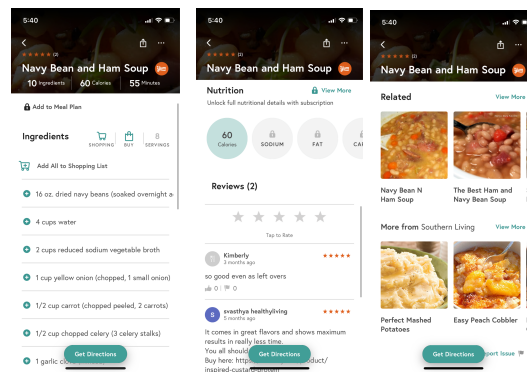 5:40
(2)
Navy Bean and Ham Soup
10 Ingredients 60 Calories 55 Minutes
Add to Meal Plan
Ingredients
SHOPPING
BUY
8
SERVINGS
Add All to Shopping List
16 oz. dried navy beans (soaked overnight a
4 cups water
2 cups reduced sodium vegetable broth
1 cup yellow onion (chopped, 1 small onion)
1/2 cup carrot (chopped peeled, 2 carrots)
1/2 cup chopped celery (3 celery stalks)
1 garlic
Get Directions
5:40
(2)
Navy Bean and Ham Soup
Nutrition
View More
Unlock full nutritional details with subscription
60
Calories
SODIUM
FAT
Reviews (2)
Tap to Rate
Kimberly
3 months ago
so good even as left overs
0
0
S
svasthya healthyliving
5 months ago
It comes in great flavors and shows maximum
results in really less time.
You all should
Buy here:
Get Directions
inspired-custard-protein
5:40
(2)
Navy Bean and Ham Soup
Related
View More
Navy Bean N
Ham Soup
The Best Ham and
Navy Bean Soup
More from Southern Living
View More
Perfect Mashed
Potatoes
Easy Peach Cobbler
Get Directions
port Issue